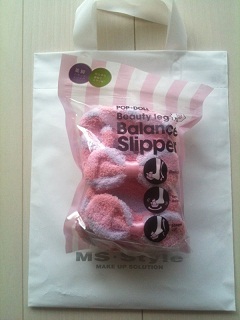 POP★DOLL
Beauty leg
Balance
Slipper
MS·Style
MAKE UP SOLUTION